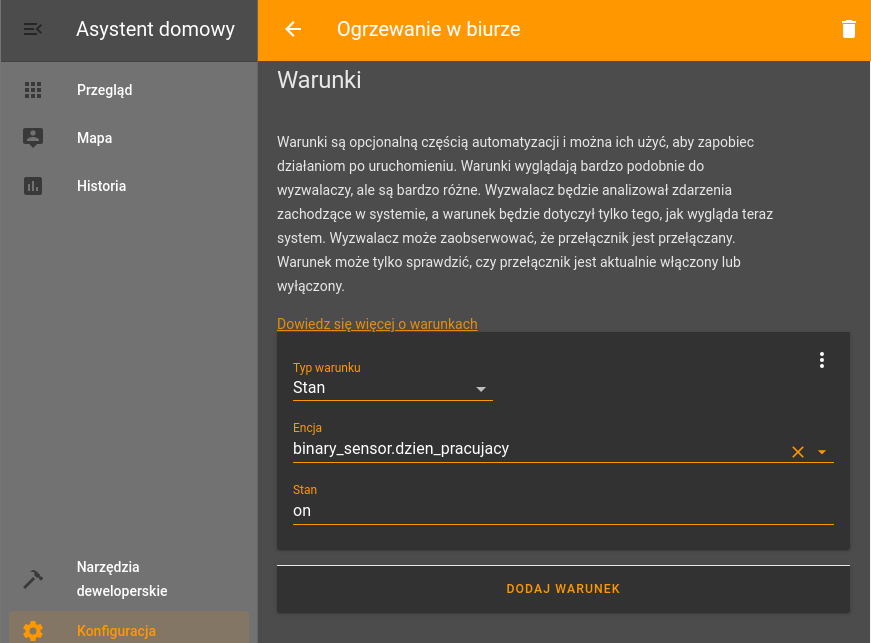 Asystent domowy
Przegląd
Mapa
Historia
Narzędzia
deweloperskie
Konfiguracja
Ogrzewanie w biurze
Warunki
Warunki są opcjonalną częścią automatyzacji i można ich użyć, aby zapobiec
działaniom po uruchomieniu. Warunki wyglądają bardzo podobnie do
wyzwalaczy, ale są bardzo różne. Wyzwalacz będzie analizował zdarzenia
zachodzące w systemie, a warunek będzie dotyczył tylko tego, jak wygląda teraz
system. Wyzwalacz może zaobserwować, że przełącznik jest przełączany.
Warunek może tylko sprawdzić, czy przełącznik jest aktualnie włączony lub
wyłączony.
Dowiedz się więcej o warunkach
Typ warunku
Stan
Encja
binary_sensor.dzien_pracujacy
Stan
on
DODAJ WARUNEK